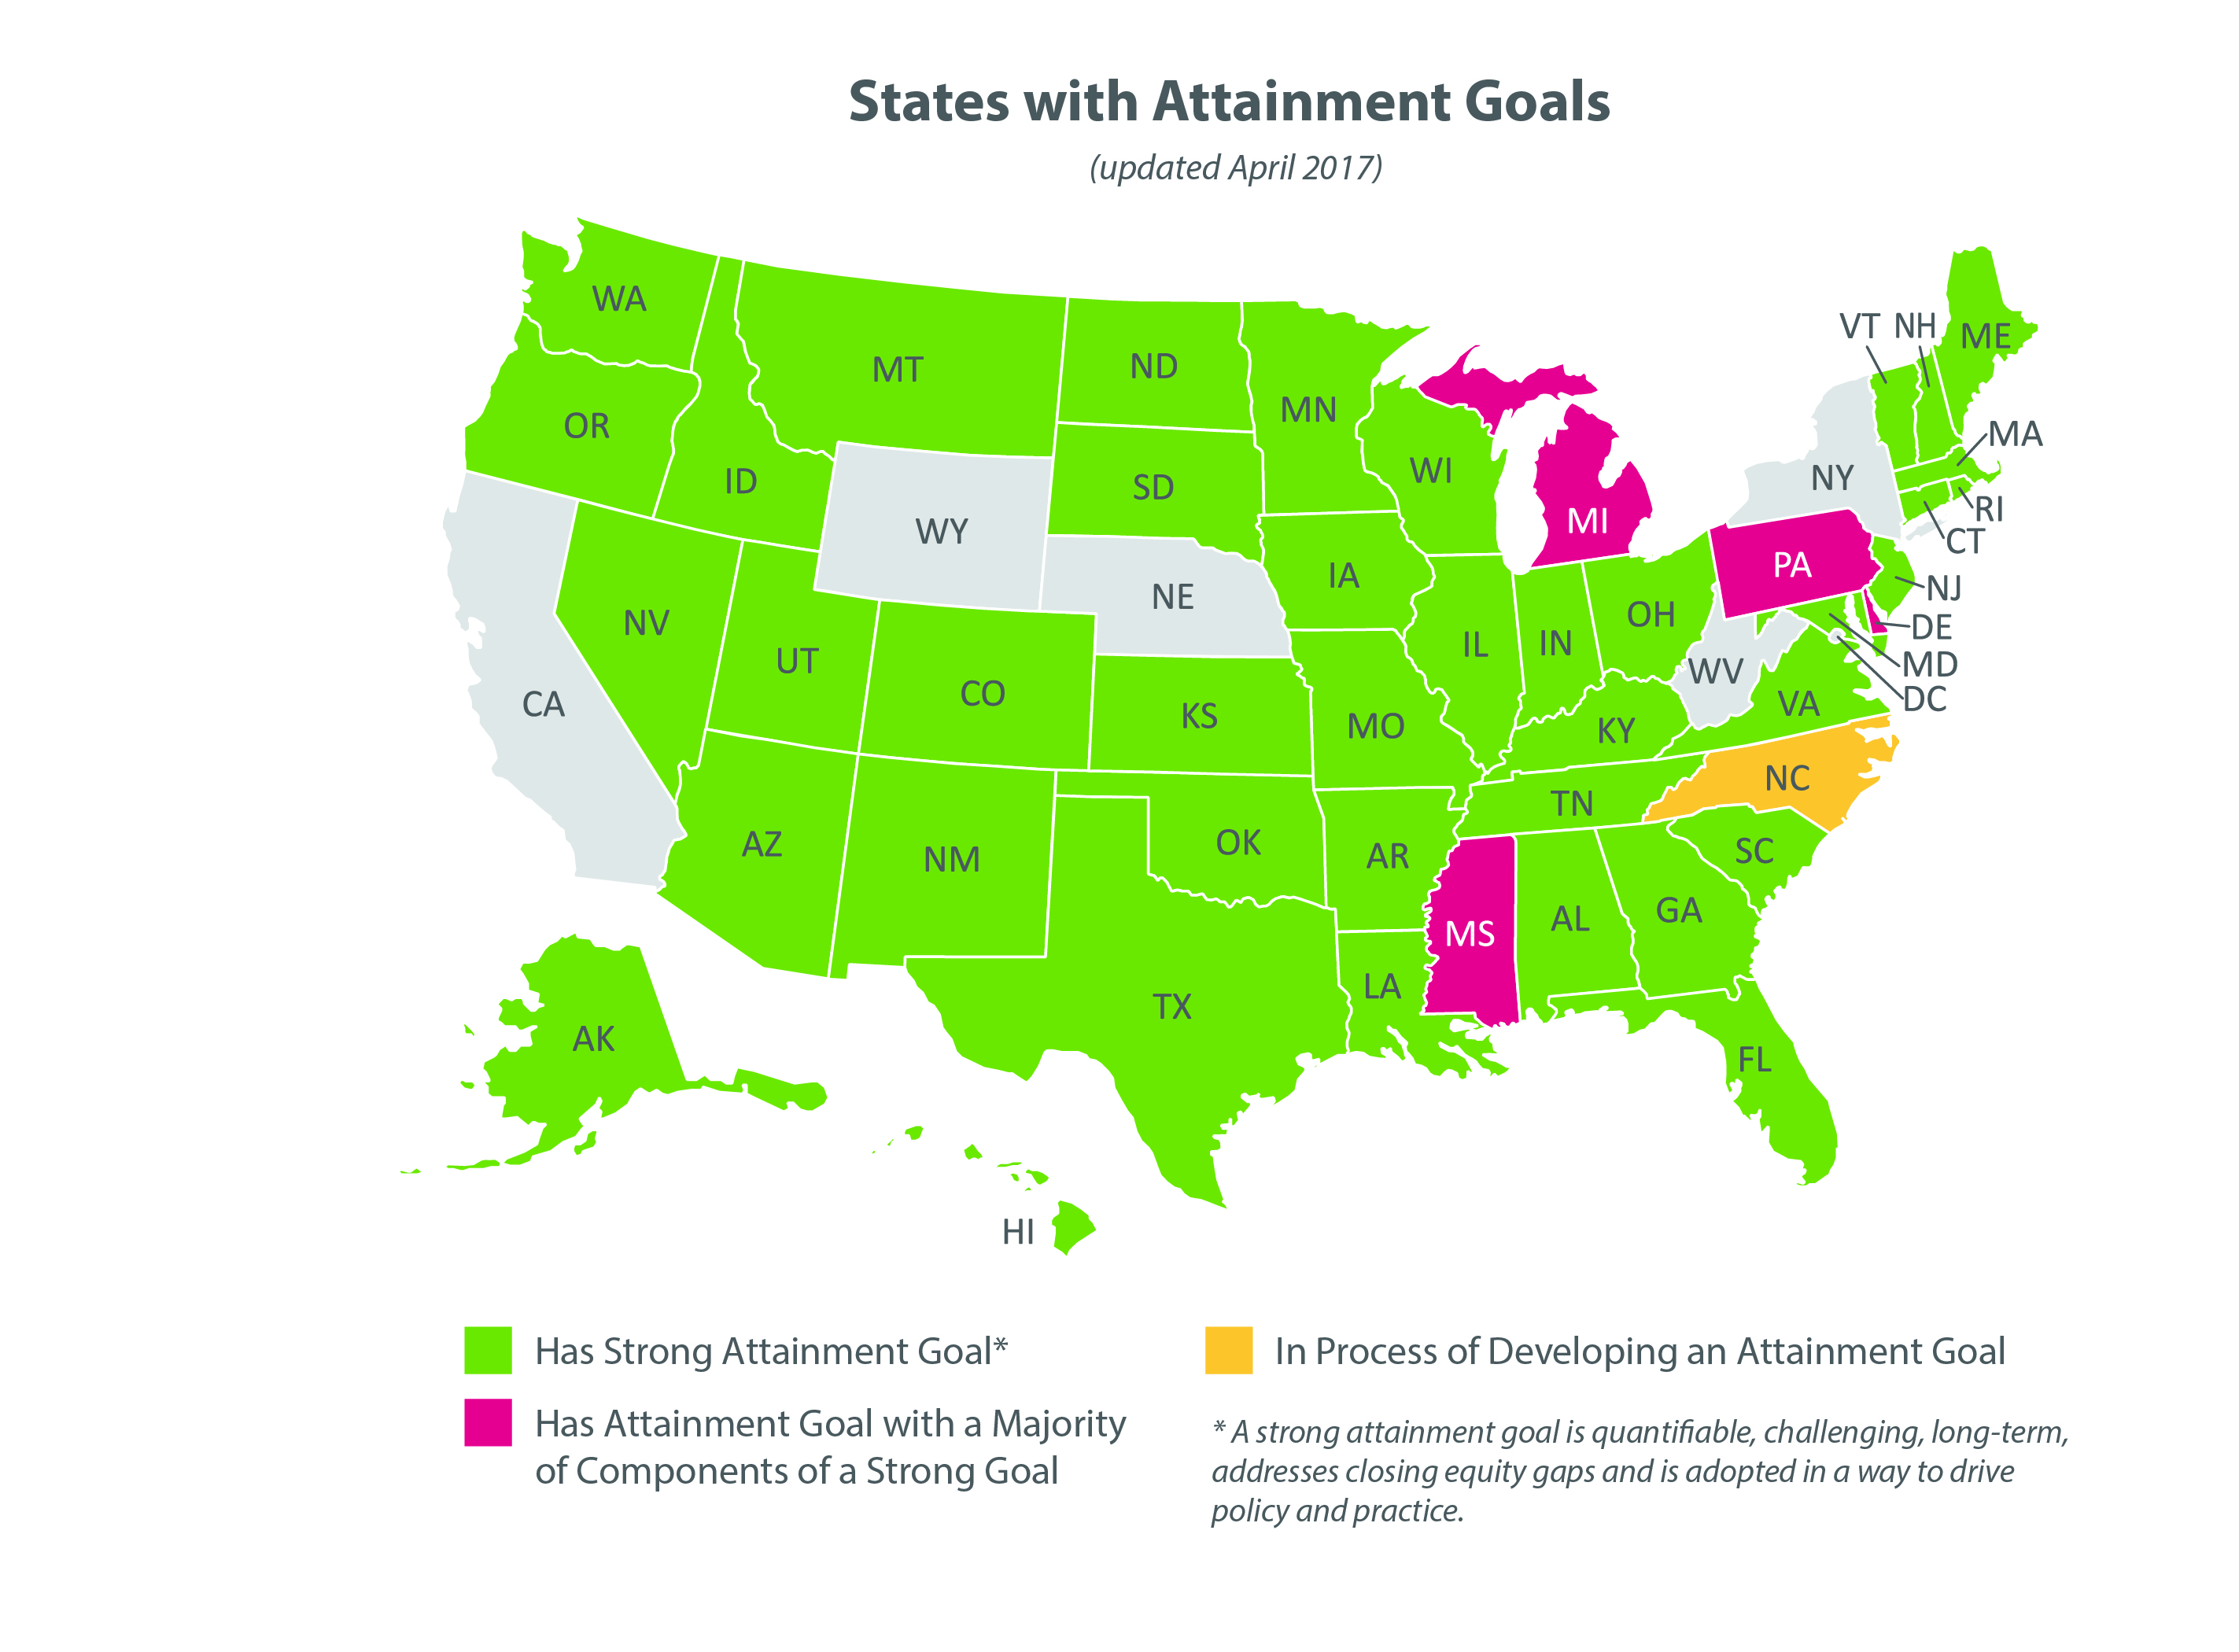 States with Attainment Goals
(updated April 2017)
WA
VT NH
ME
MT
ND
MN
OR
MA
WI
NY
ID
SD
RI
MI
WY
CT
PA
IA
NJ
NE
OH
NV
DE
IL
IN
UT
MD
WV
CO
DC
CA
VA
KS
MO
KY
NC
TN
AZ
OK
SC
NM
AR
GA
AL
MS
LA
TX
AK
FL
HI
Has Strong Attainment Goal*
In Process of Developing an Attainment Goal
Has Attainment Goal with a Majority
of Components of a Strong Goal
* A strong attainment goal is quantifiable, challenging, long-term,
addresses closing equity gaps and is adopted in a way to drive
policy and practice.